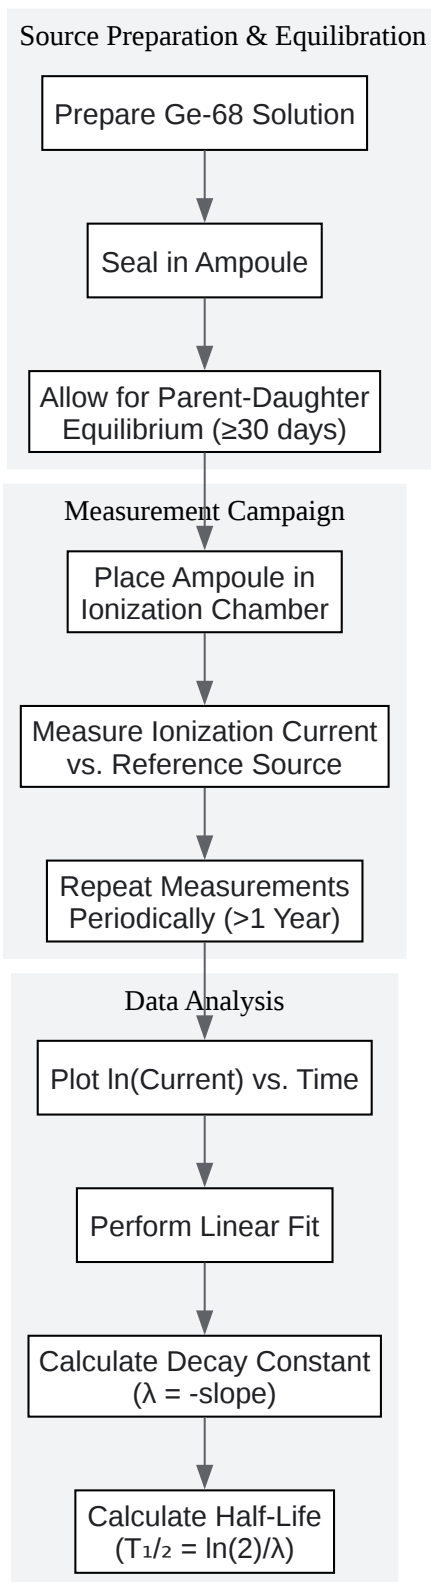 Source Preparation & Equilibration
Prepare Ge-68 Solution
Seal in Ampoule
Allow for Parent-Daughter
Equilibrium (≥30 days)
Measurement Campaign
Place Ampoule in
Ionization Chamber
Measure Ionization Current
vs. Reference Source
Repeat Measurements
Periodically (>1 Year)
Data Analysis
Plot ln(Current) vs. Time
Perform Linear Fit
Calculate Decay Constant
(λ = -slope)
Calculate Half-Life
(T₁/₂ = ln(2)/λ)